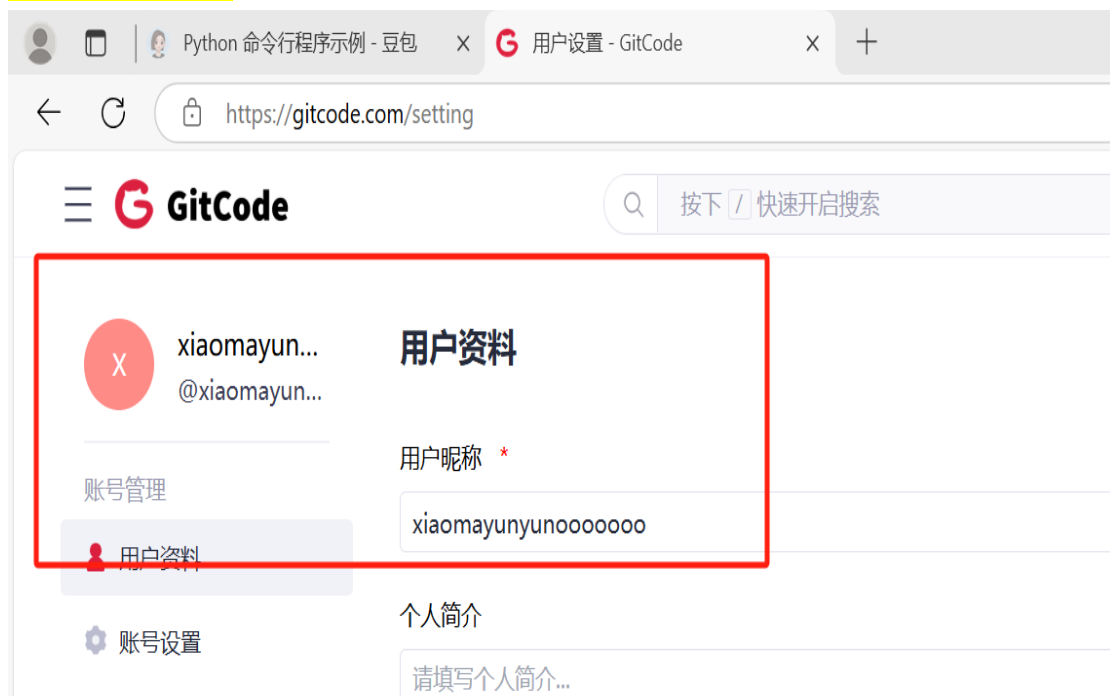 Python 命令行程序示例 - 豆包
用户设置 - GitCode
https://gitcode.com/setting
GitCode
按下 / 快速开启搜索
X
xiaomayun...
@xiaomayun...
用户资料
用户昵称 *
账号管理
xiaomayunyunooooooo
用户资料
个人简介
账号设置
请填写个人简介...